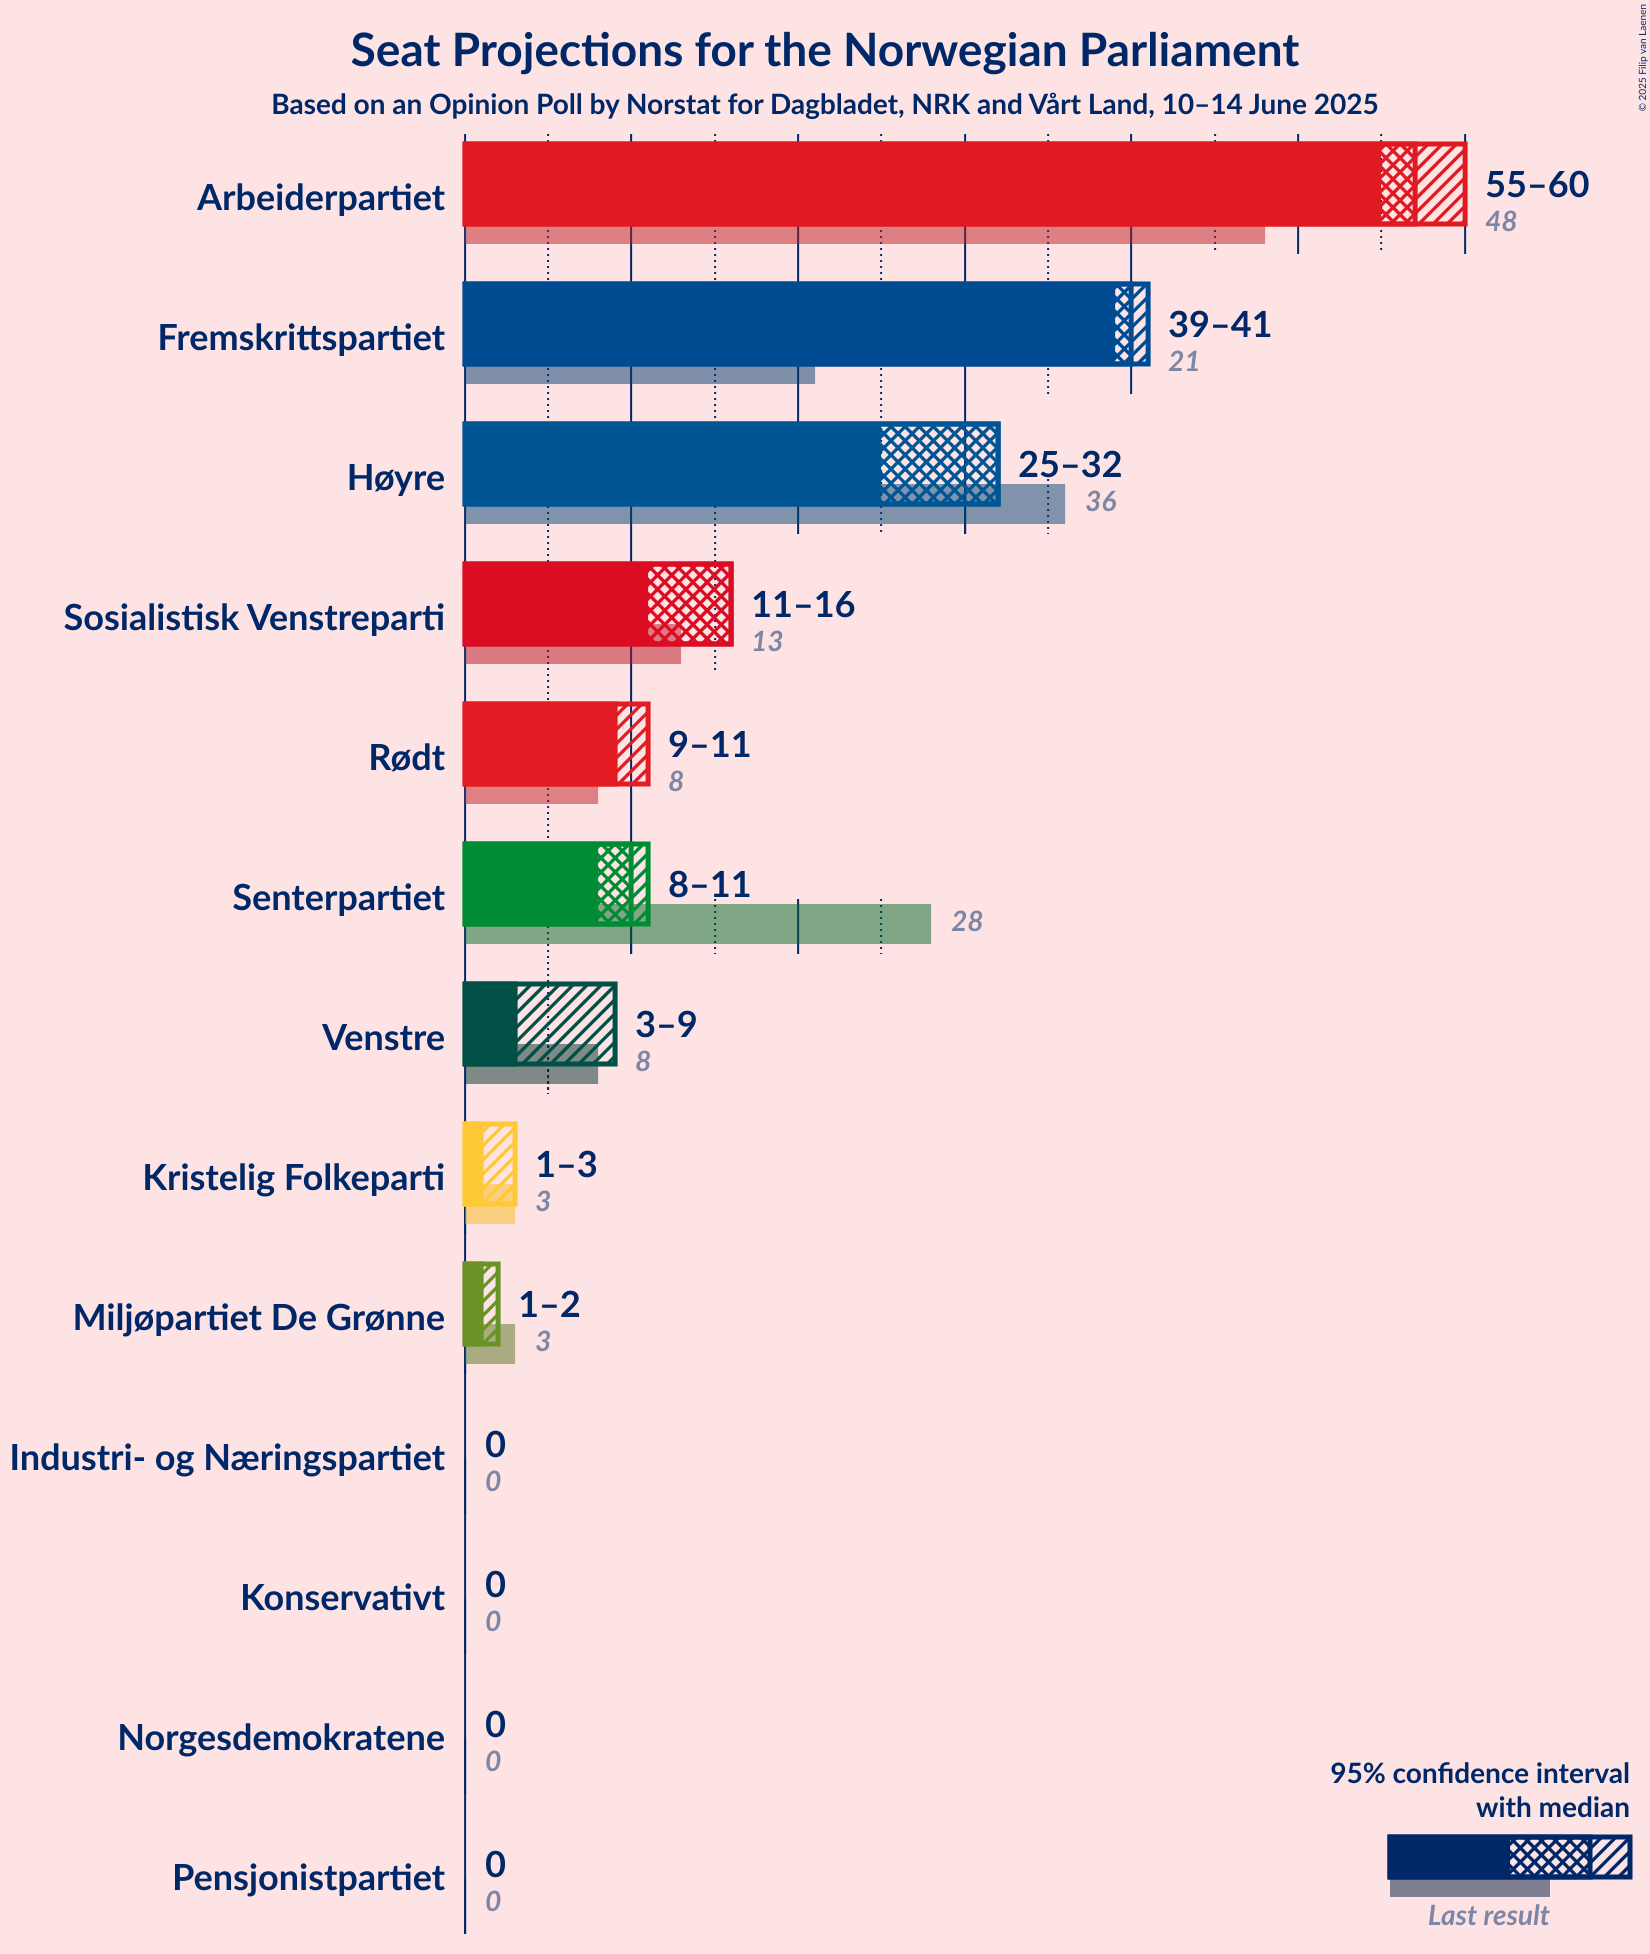 Seat Projections for the Norwegian Parliament
Based on an Opinion Poll by Norstat for Dagbladet, NRK and Vårt Land, 10–14 June 2025
© 2025 Filip van Laenen
Arbeiderpartiet
55–60
48
Fremskrittspartiet
39–41
21
Høyre
25–32
36
Sosialistisk Venstreparti
11–16
13
Rødt
9–11
8
Senterpartiet
8–11
28
Venstre
3–9
8
Kristelig Folkeparti
1–3
3
Miljøpartiet De Grønne
1–2
3
Industri- og Næringspartiet
0
0
Konservativt
0
0
Norgesdemokratene
0
0
Pensjonistpartiet
0
0
95% confidence interval
with median
Last result